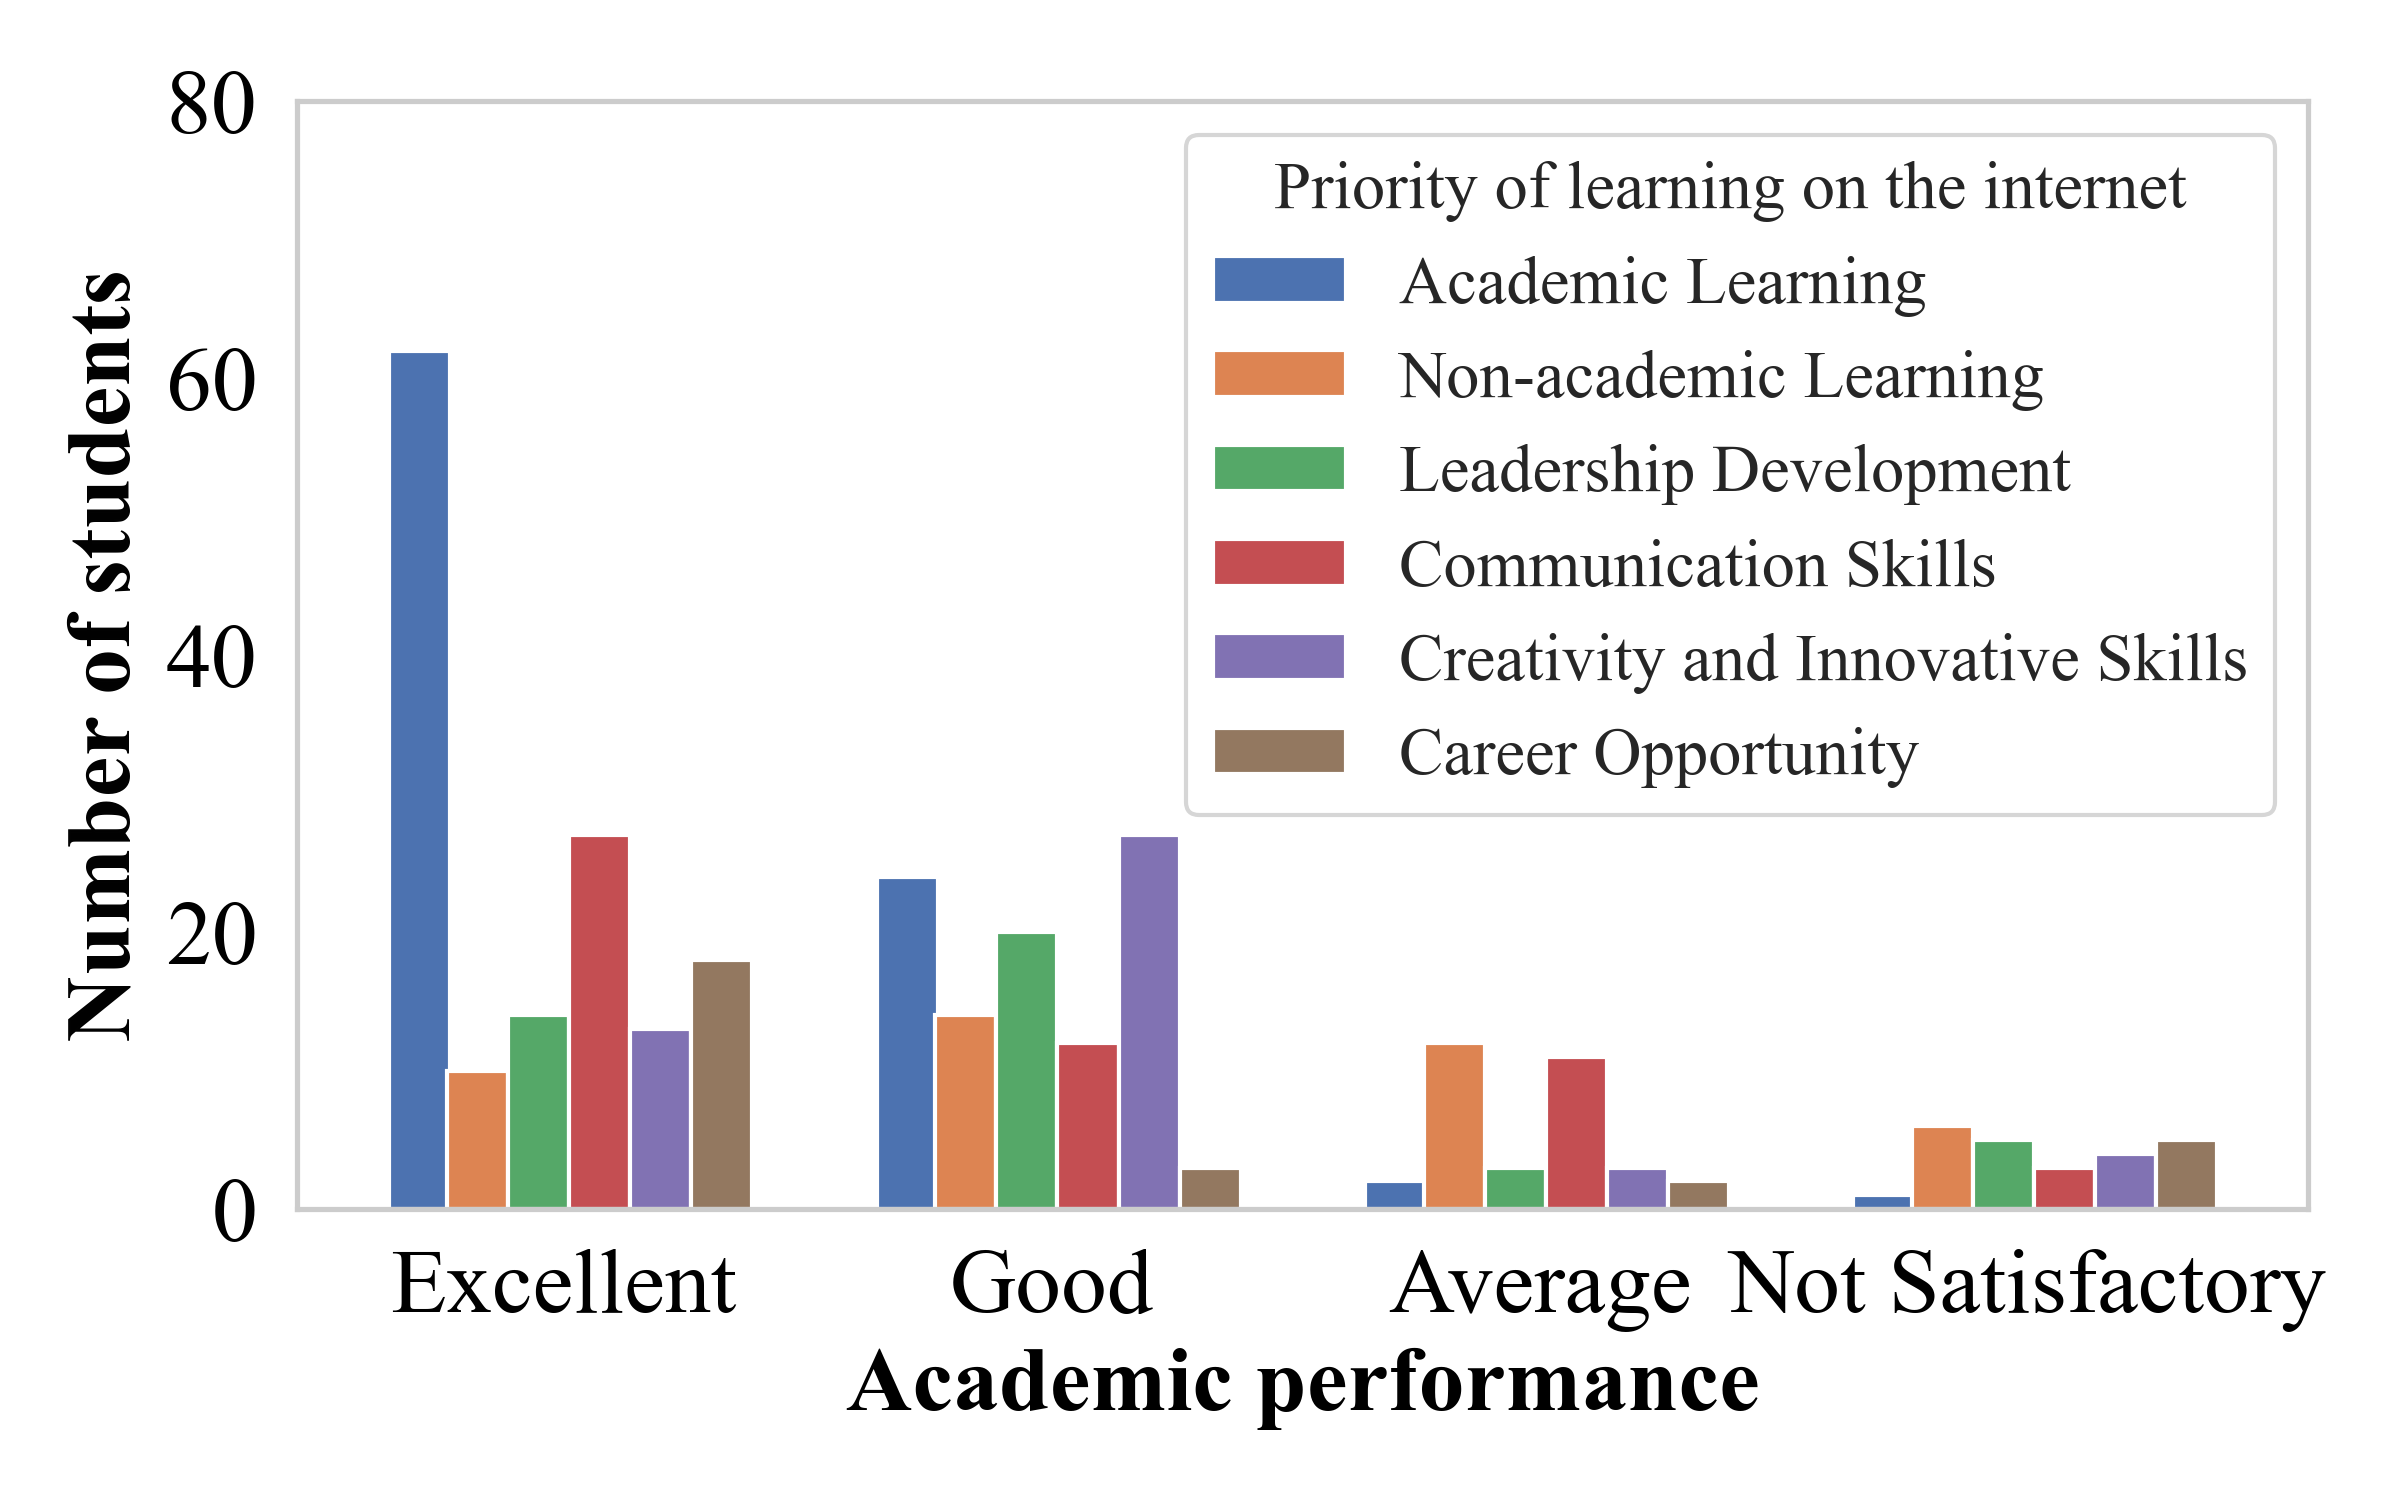 80
60
40
20
0
Number of students
Priority of learning on the internet
Academic Learning
Non-academic Learning
Leadership Development
Communication Skills
Creativity and Innovative Skills
Career Opportunity
Excellent
Good
Average
Not Satisfactory
Academic performance